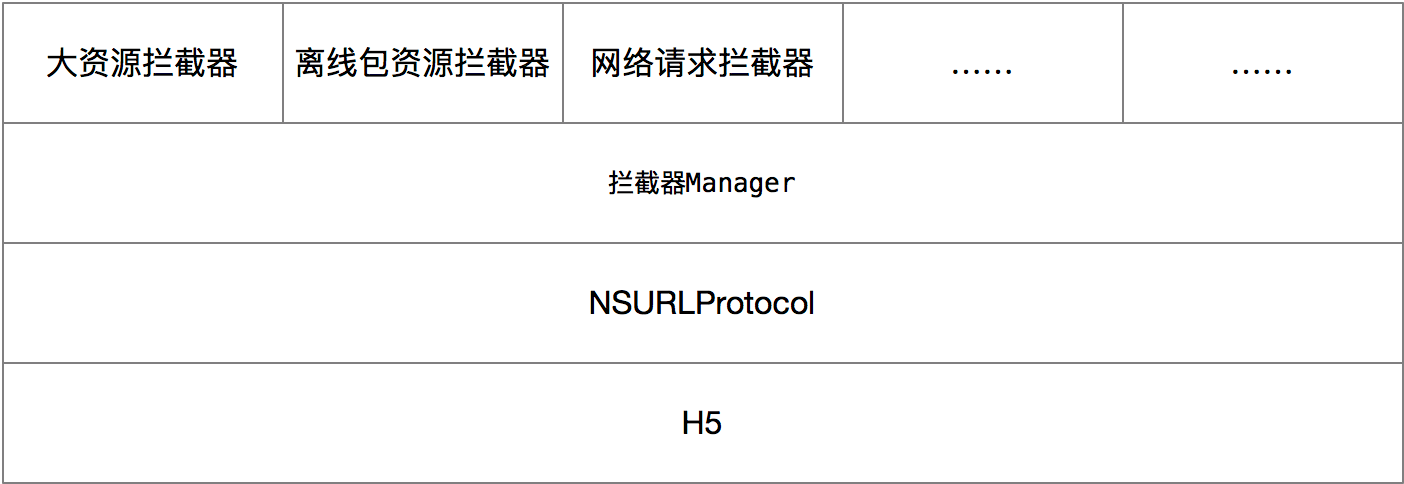 大资源拦截器
离线包资源拦截器
网络请求拦截器
……
……
拦截器Manager
NSURLProtocol
H5